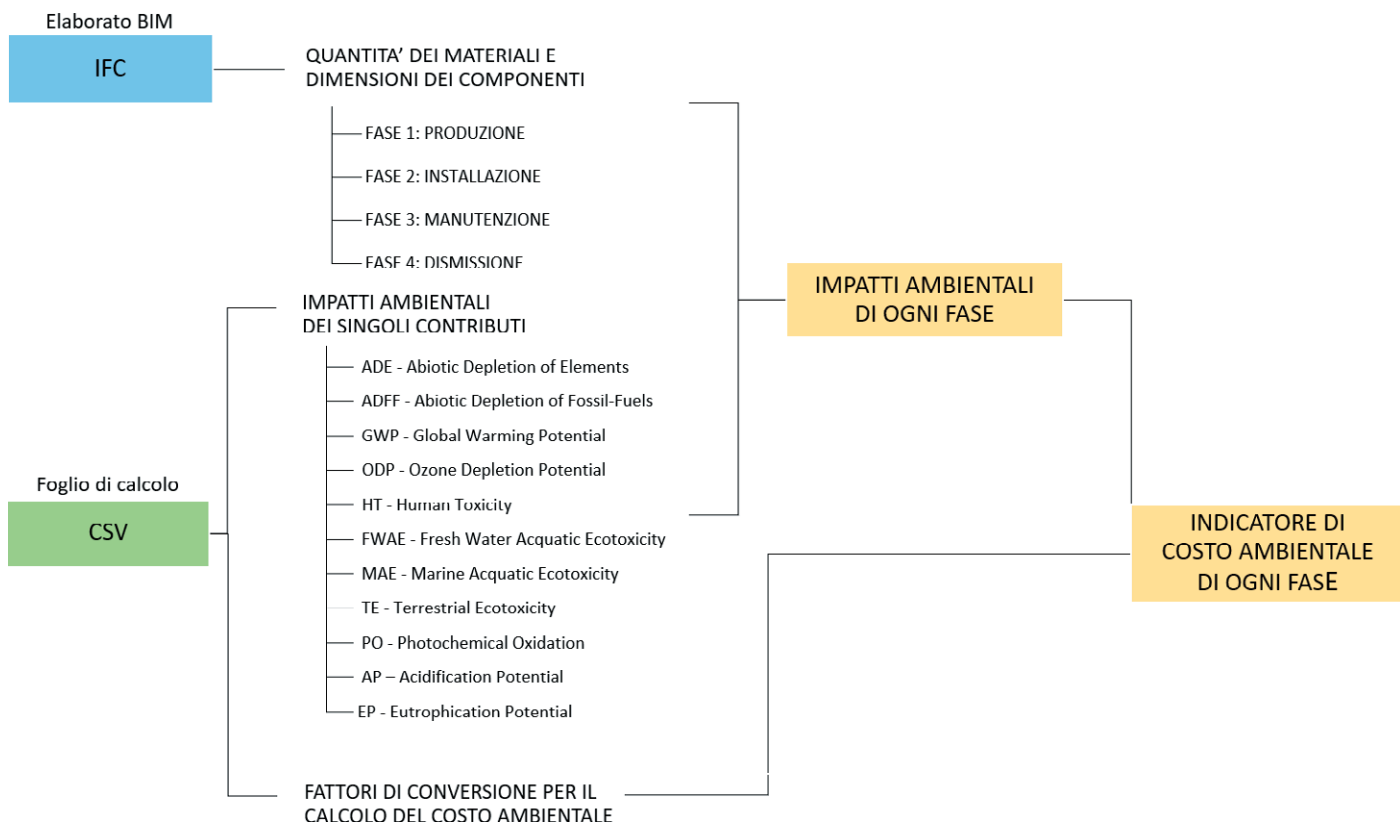 Elaborato BIM
IFC
QUANTITA’ DEI MATERIALI E
DIMENSIONI DEI COMPONENTI
FASE 1: PRODUZIONE
FASE 2: INSTALLAZIONE
FASE 3: MANUTENZIONE
FASE 4: DISMISSIONE
IMPATTI AMBIENTALI
DEI SINGOLI CONTRIBUTI
ADE - Abiotic Depletion of Elements
ADFF - Abiotic Depletion of Fossil-Fuels
GWP - Global Warming Potential
ODP - Ozone Depletion Potential
HT - Human Toxicity
FWAE - Fresh Water Acquatic Ecotoxicity
MAE - Marine Acquatic Ecotoxicity
TE - Terrestrial Ecotoxicity
PO - Photochemical Oxidation
AP – Acidification Potential
EP - Eutrophication Potential
Foglio di calcolo
CSV
FATTORI DI CONVERSIONE PER IL
CALCOLO DEL COSTO AMBIENTALE
IMPATTI AMBIENTALI
DI OGNI FASE
INDICATORE DI
COSTO AMBIENTALE
DI OGNI FASE